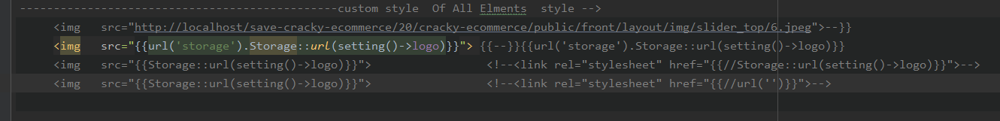 -----------------------------------------------custom style  Of All Elments  style -->
<img   src="http://localhost/save-cracky-ecommerce/20/cracky-ecommerce/public/front/layout/img/slider_top/6.jpeg">--}}
<img   src="{{url('storage').Storage::url(setting()->logo)}}"> {{--}}{{url('storage').Storage::url(setting()->logo)}}
<img   src="{{Storage::url(setting()->logo)}}">                   <!--<link rel="stylesheet" href="{{//Storage::url(setting()->logo)}}">-->
<img   src="{{Storage::url(setting()->logo)}}">                   <!--<link rel="stylesheet" href="{{//url('')}}">-->